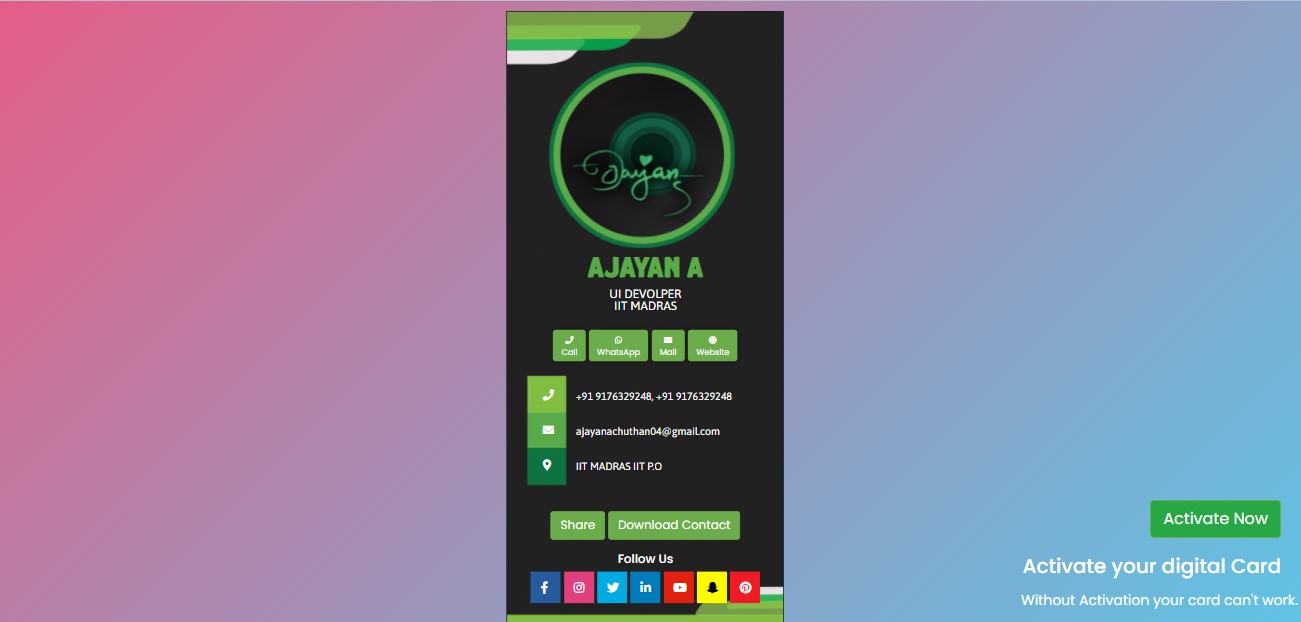 Ajayan
AJAYAN A
UI DEVOLPER
IIT MADRAS
Call WhatsApp Mail Website
+91 9176329248, +91 9176329248
ajayanachuthan04@gmail.com
IIT MADRAS IIT P.O
Share Download Contact
Follow Us
Activate Now
Activate your digital Card
Without Activation your card can't work.